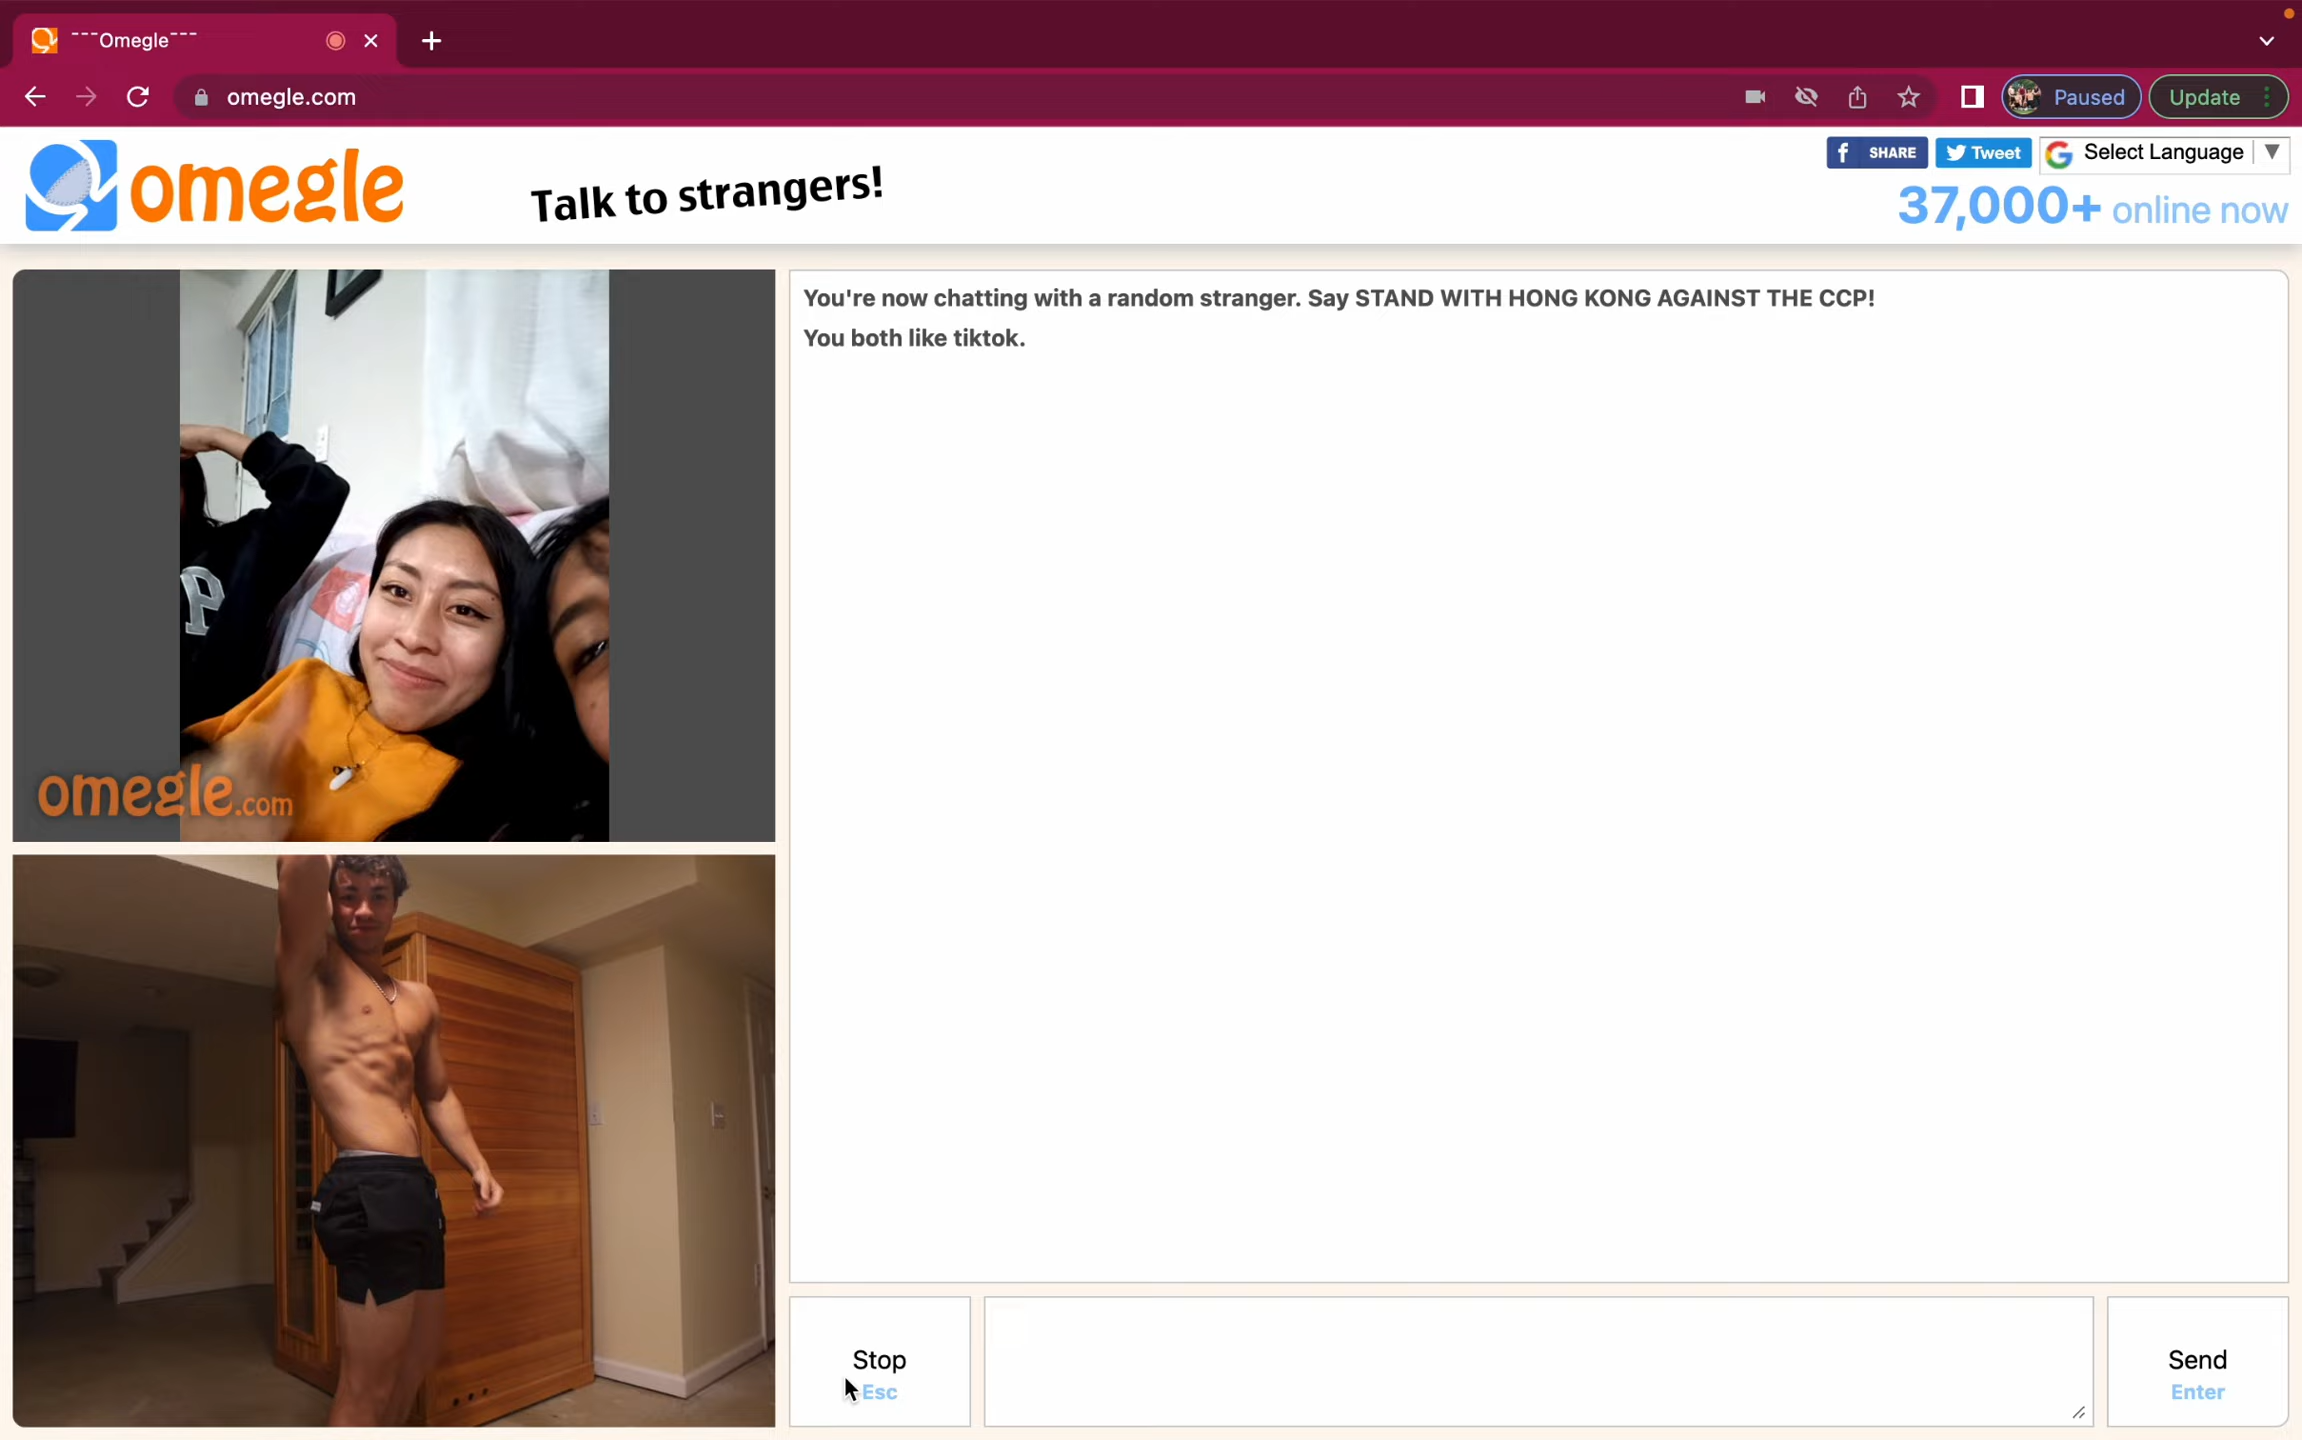 ---Omegle---
omegle.com
Paused
Update
omegle
Talk to strangers!
f SHARE
Tweet
G Select Language ▼
37,000+ online now
You're now chatting with a random stranger. Say STAND WITH HONG KONG AGAINST THE CCP!
You both like tiktok.
P
omegle.com
Stop
Esc
Send
Enter